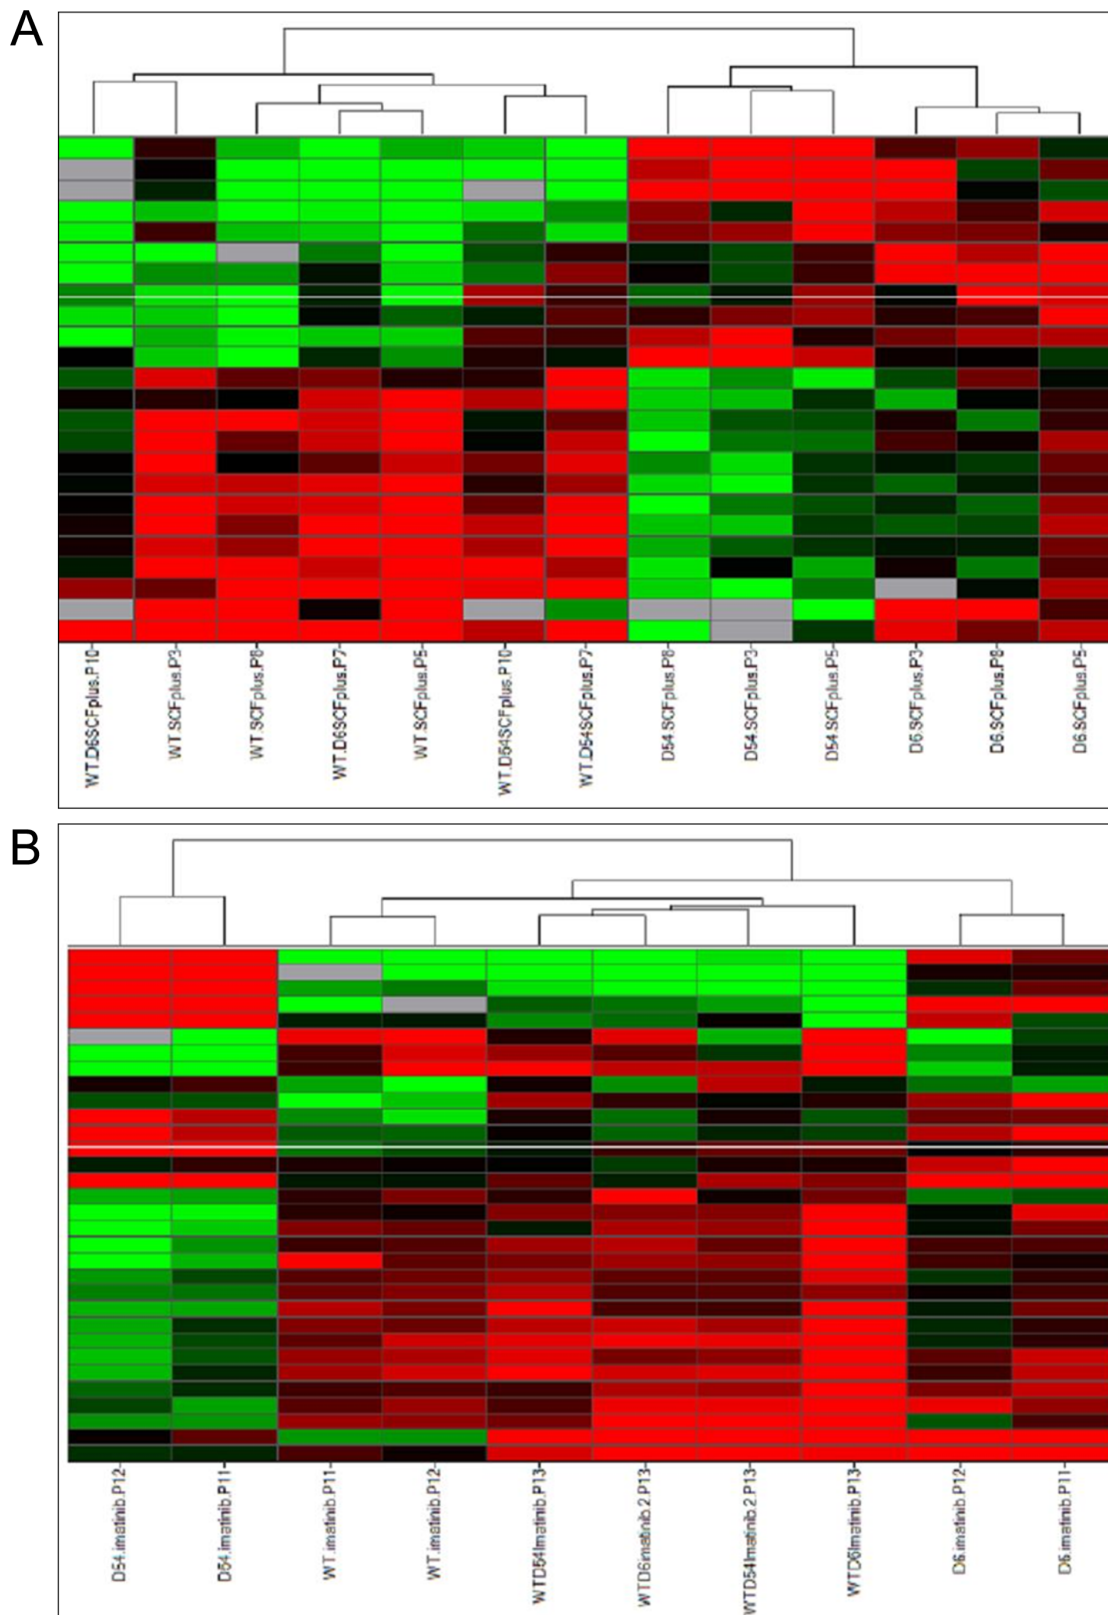 A
WT.D6SCFplus.P10
WT.SCFplus.P3
WT.SCFplus.P8
WT.D6SCFplus.P7
WT.SCFplus.P5
WT.D54SCFplus.P10
WT.D54SCFplus.P7
D54.SCFplus.P8
D54.SCFplus.P3
D54.SCFplus.P5
D6.SCFplus.P3
D6.SCFplus.P8
D6.SCFplus.P5
B
D54.imatinib.P12
D54.imatinib.P11
WT.imatinib.P11
WT.imatinib.P12
WTD54Imatinib.P13
WTD6imatinib.2.P13
WTD54Imatinib.2.P13
WTD6Imatinib.P13
D6.imatinib.P12
D6.imatinib.P11